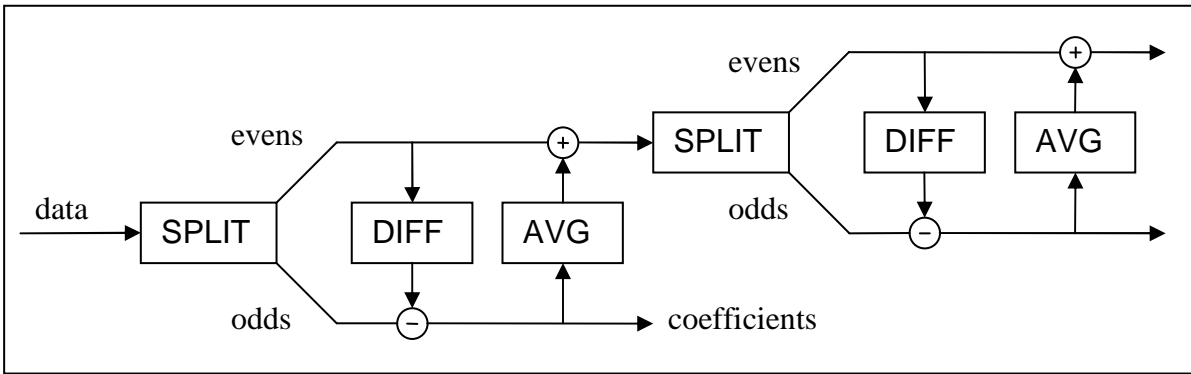 evens
SPLIT
DIFF
AVG
odds
evens
data
SPLIT
DIFF
AVG
odds
coefficients